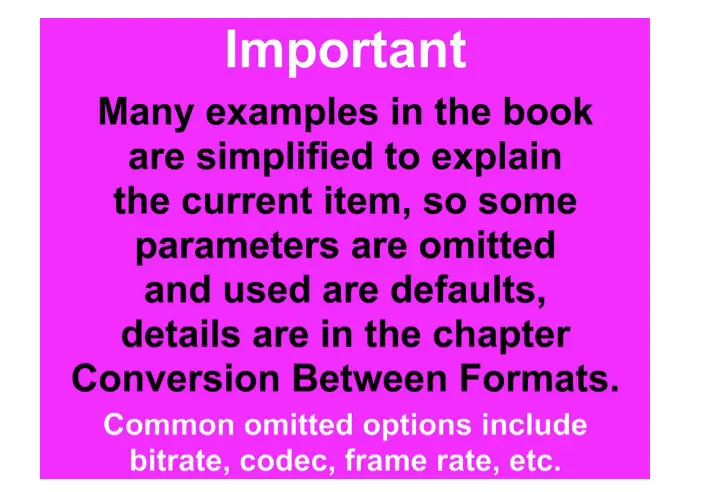 Important
Many examples in the book
are simplified to explain
the current item, so some
parameters are omitted
and used are defaults,
details are in the chapter
Conversion Between Formats.
Common omitted options include
bitrate, codec, frame rate, etc.